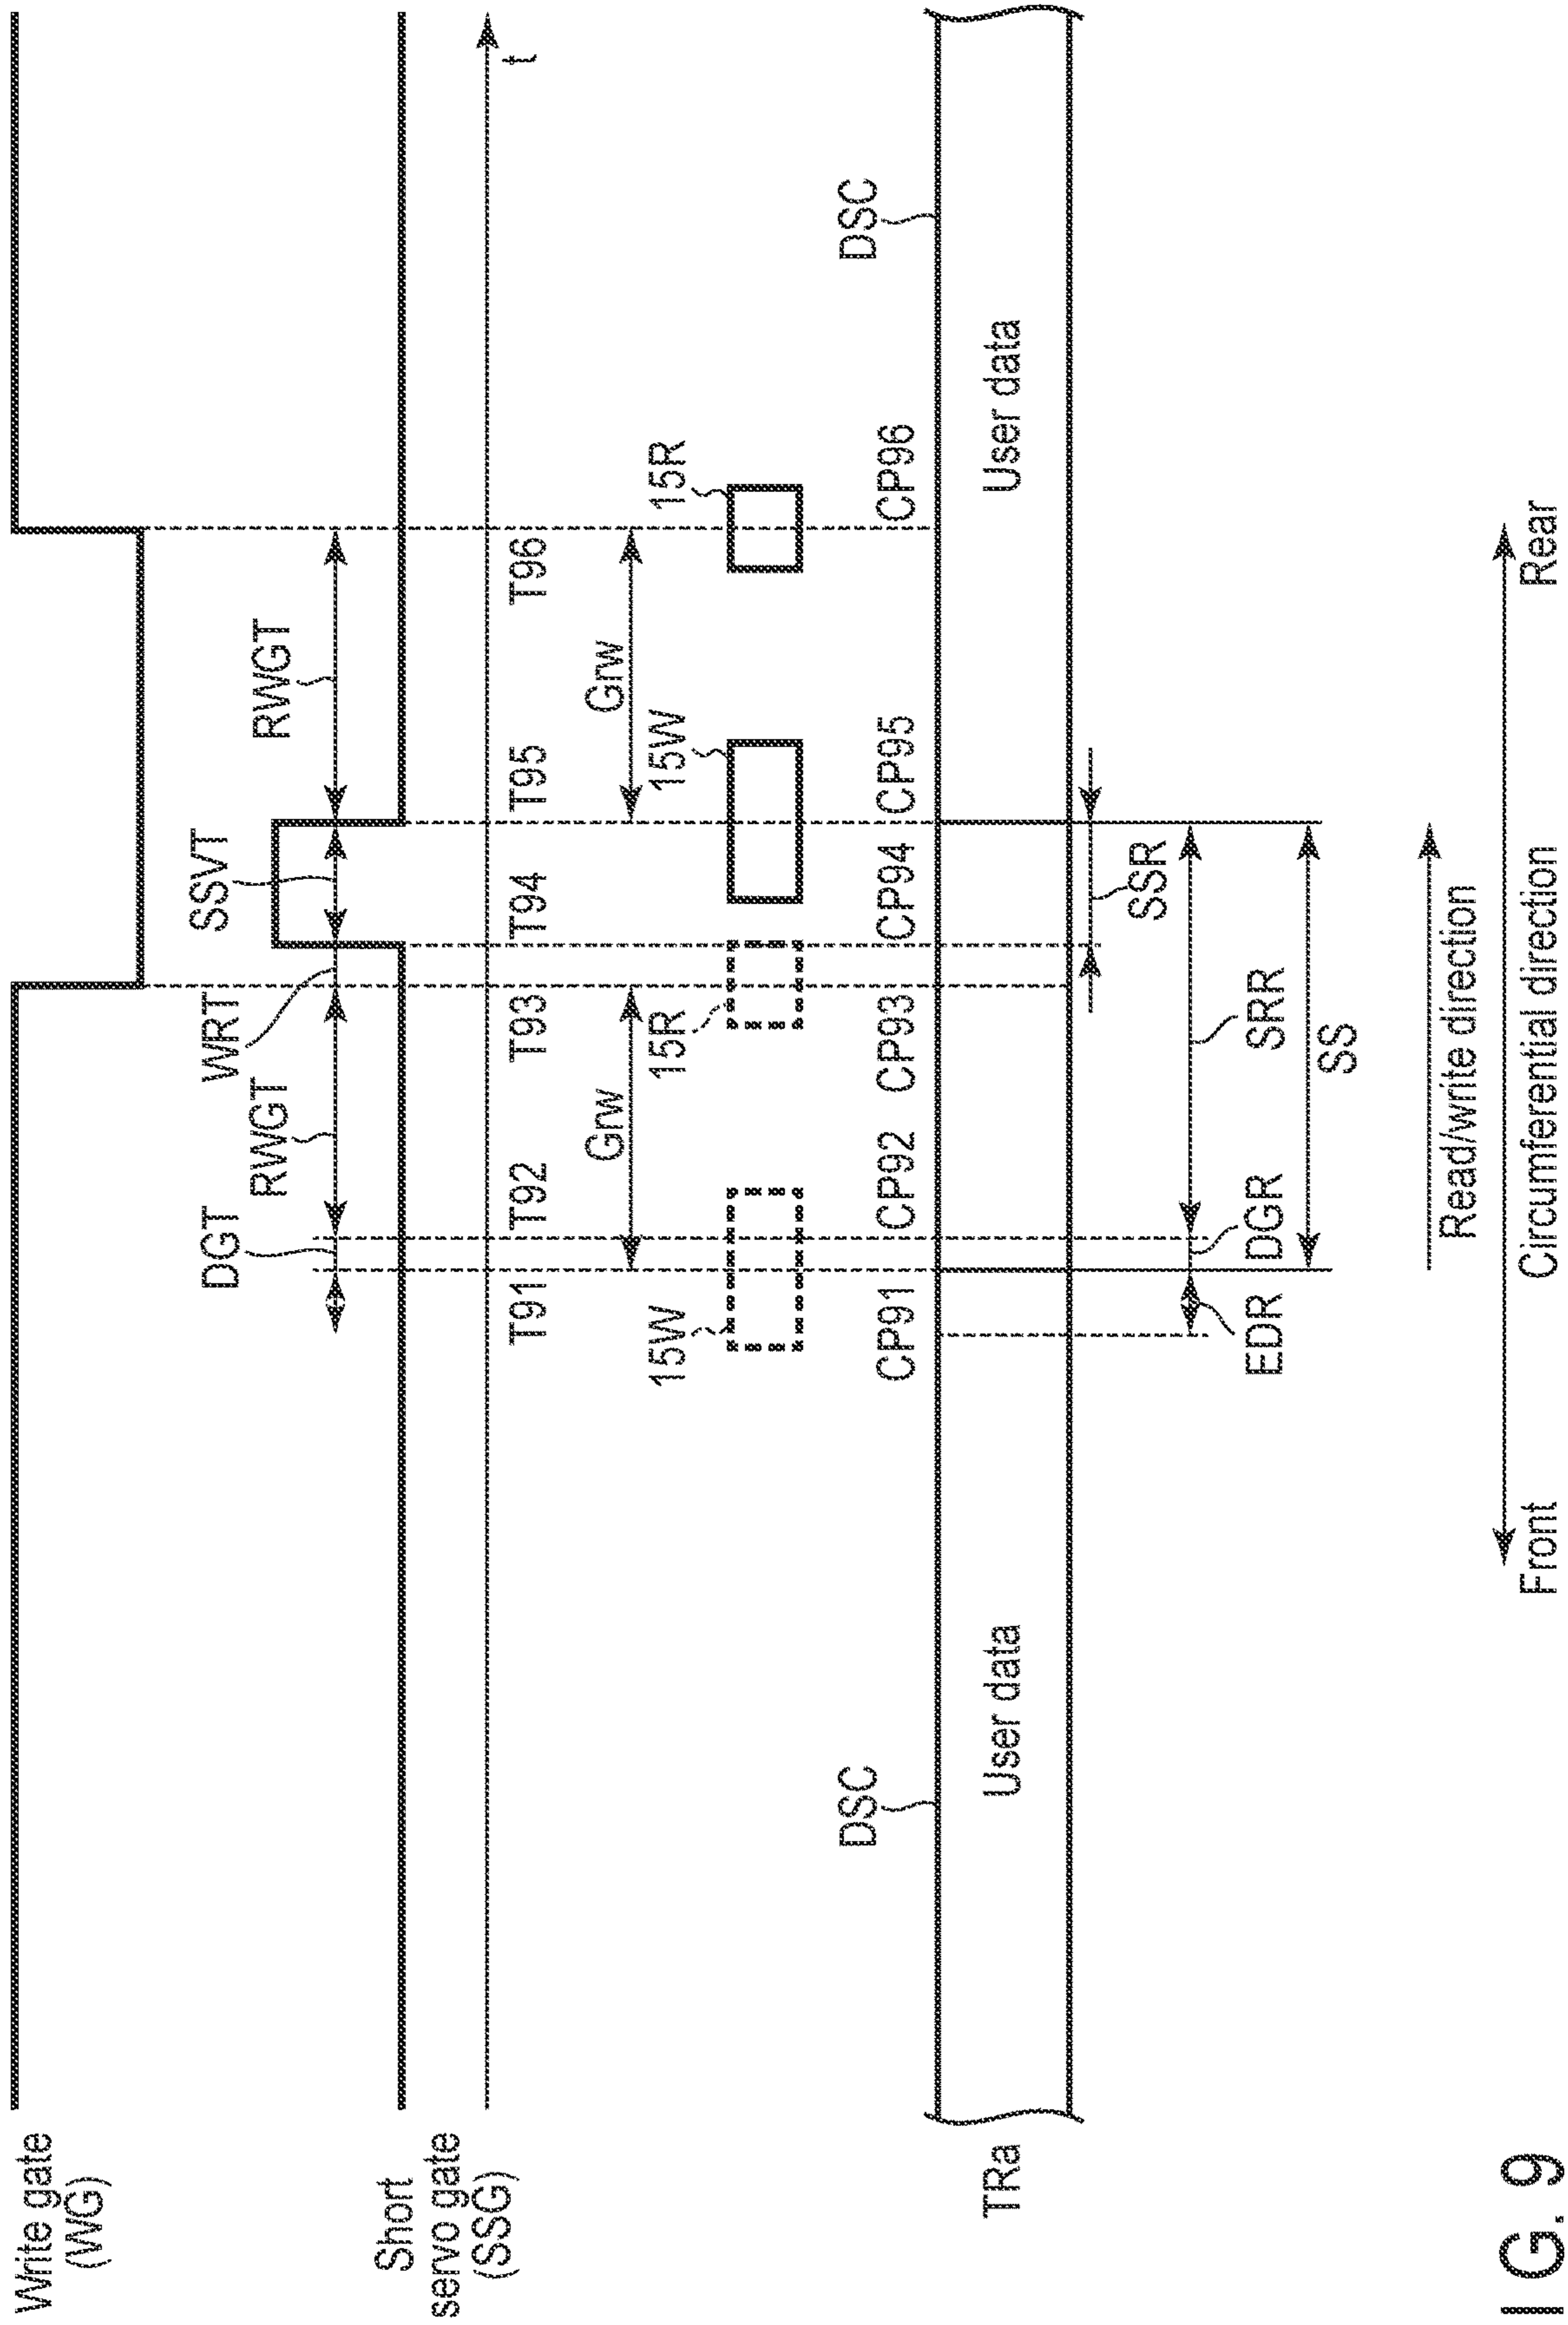 Write gate
(WG)
DGT
RWGT
WRT
SSVT
RWGT
Short
servo gate
(SSG)
t
T91
T92
T93
T94
T95
T96
Grw
Grw
15W
15R
15W
15R
DSC
DSC
CP91
CP92
CP93
CP94
CP95
CP96
TRa
User data
User data
SSR
EDR
DGR
SRR
SS
Read/write direction
Front
Circumferential direction
Rear
IG. 9